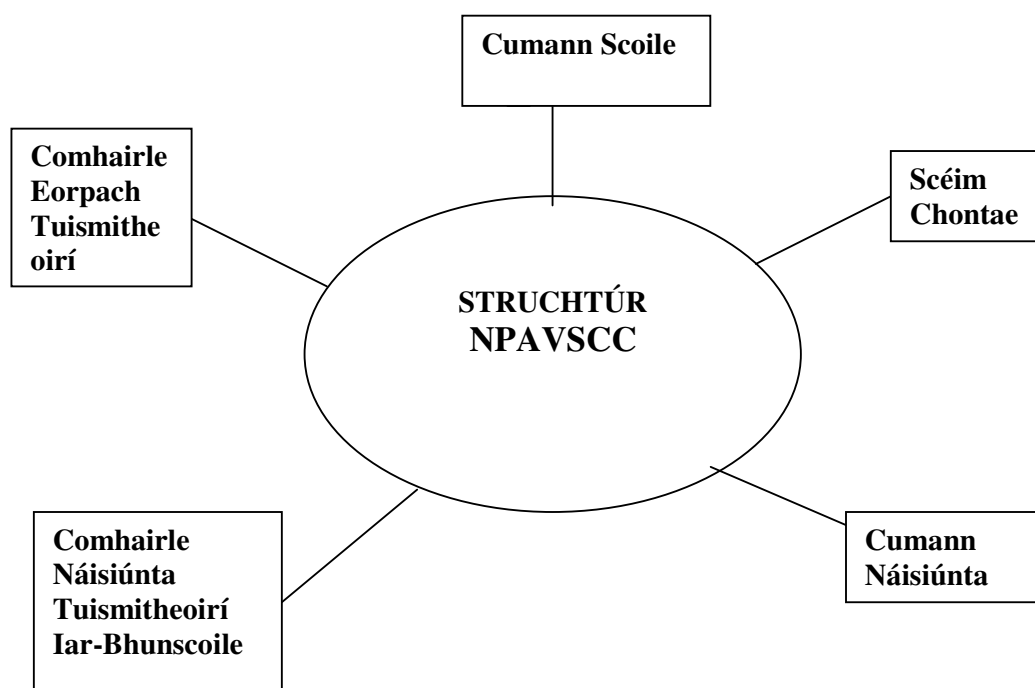 Cumann Scoile
Comhairle
Eorpach
Tuismithe
oirí
Scéim
Chontae
STRUCHTÚR
NPAVSCC
Comhairle
Náisiúnta
Tuismitheoirí
Iar-Bhunscoile
Cumann
Náisiúnta